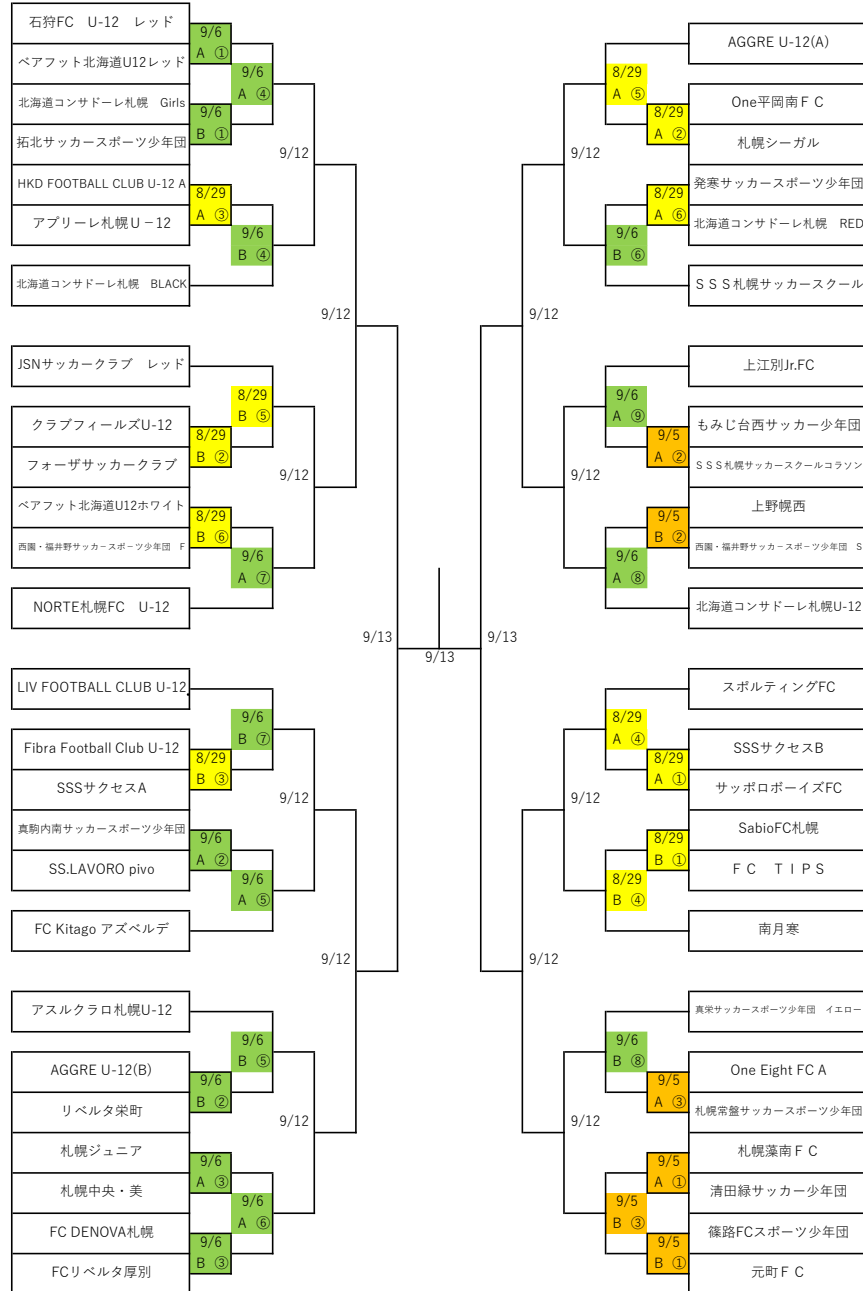 石狩FC　U-12　レッド
9/6
A ①
ベアフット北海道U12レッド
9/6
A ④
北海道コンサドーレ札幌　Girls
9/6
B ①
拓北サッカースポーツ少年団
9/12
HKD FOOTBALL CLUB U-12 A
8/29
A ③
アプリーレ札幌U－12
9/6
B ④
北海道コンサドーレ札幌　BLACK
9/12
JSNサッカークラブ　レッド
8/29
B ⑤
クラブフィールズU-12
8/29
B ②
フォーザサッカークラブ
9/12
ベアフット北海道U12ホワイト
8/29
B ⑥
西園・福井野サッカースポーツ少年団　F
9/6
A ⑦
NORTE札幌FC　U-12
9/13
LIV FOOTBALL CLUB U-12
9/6
B ⑦
Fibra Football Club U-12
8/29
B ③
SSSサクセスA
9/12
真駒内南サッカースポーツ少年団
9/6
A ②
SS.LAVORO pivo
9/6
A ⑤
FC Kitago アズベルデ
9/12
アスルクラロ札幌U-12
9/6
B ⑤
AGGRE U-12(B)
9/6
B ②
リベルタ栄町
9/12
札幌ジュニア
9/6
A ③
札幌中央・美
9/6
A ⑥
FC DENOVA札幌
9/6
B ③
FCリベルタ厚別
9/13
AGGRE U-12(A)
8/29
A ⑤
One平岡南ＦＣ
8/29
A ②
札幌シーガル
9/12
発寒サッカースポーツ少年団
8/29
A ⑥
北海道コンサドーレ札幌　RED
9/6
B ⑥
ＳＳＳ札幌サッカースクール
9/12
上江別Jr.FC
9/6
A ⑨
もみじ台西サッカー少年団
9/5
A ②
ＳＳＳ札幌サッカースクールコラソン
9/12
上野幌西
9/5
B ②
西園・福井野サッカースポーツ少年団　S
9/6
A ⑧
北海道コンサドーレ札幌U-12
9/13
スポルティングFC
8/29
A ④
SSSサクセスB
8/29
A ①
サッポロボーイズFC
9/12
SabioFC札幌
8/29
B ①
ＦＣ　ＴＩＰＳ
8/29
B ④
南月寒
9/12
真栄サッカースポーツ少年団　イエロー
9/6
B ⑧
One Eight FC A
9/5
A ③
札幌常盤サッカースポーツ少年団
9/12
札幌藻南ＦＣ
9/5
A ①
清田緑サッカー少年団
9/5
B ③
篠路FCスポーツ少年団
9/5
B ①
元町ＦＣ